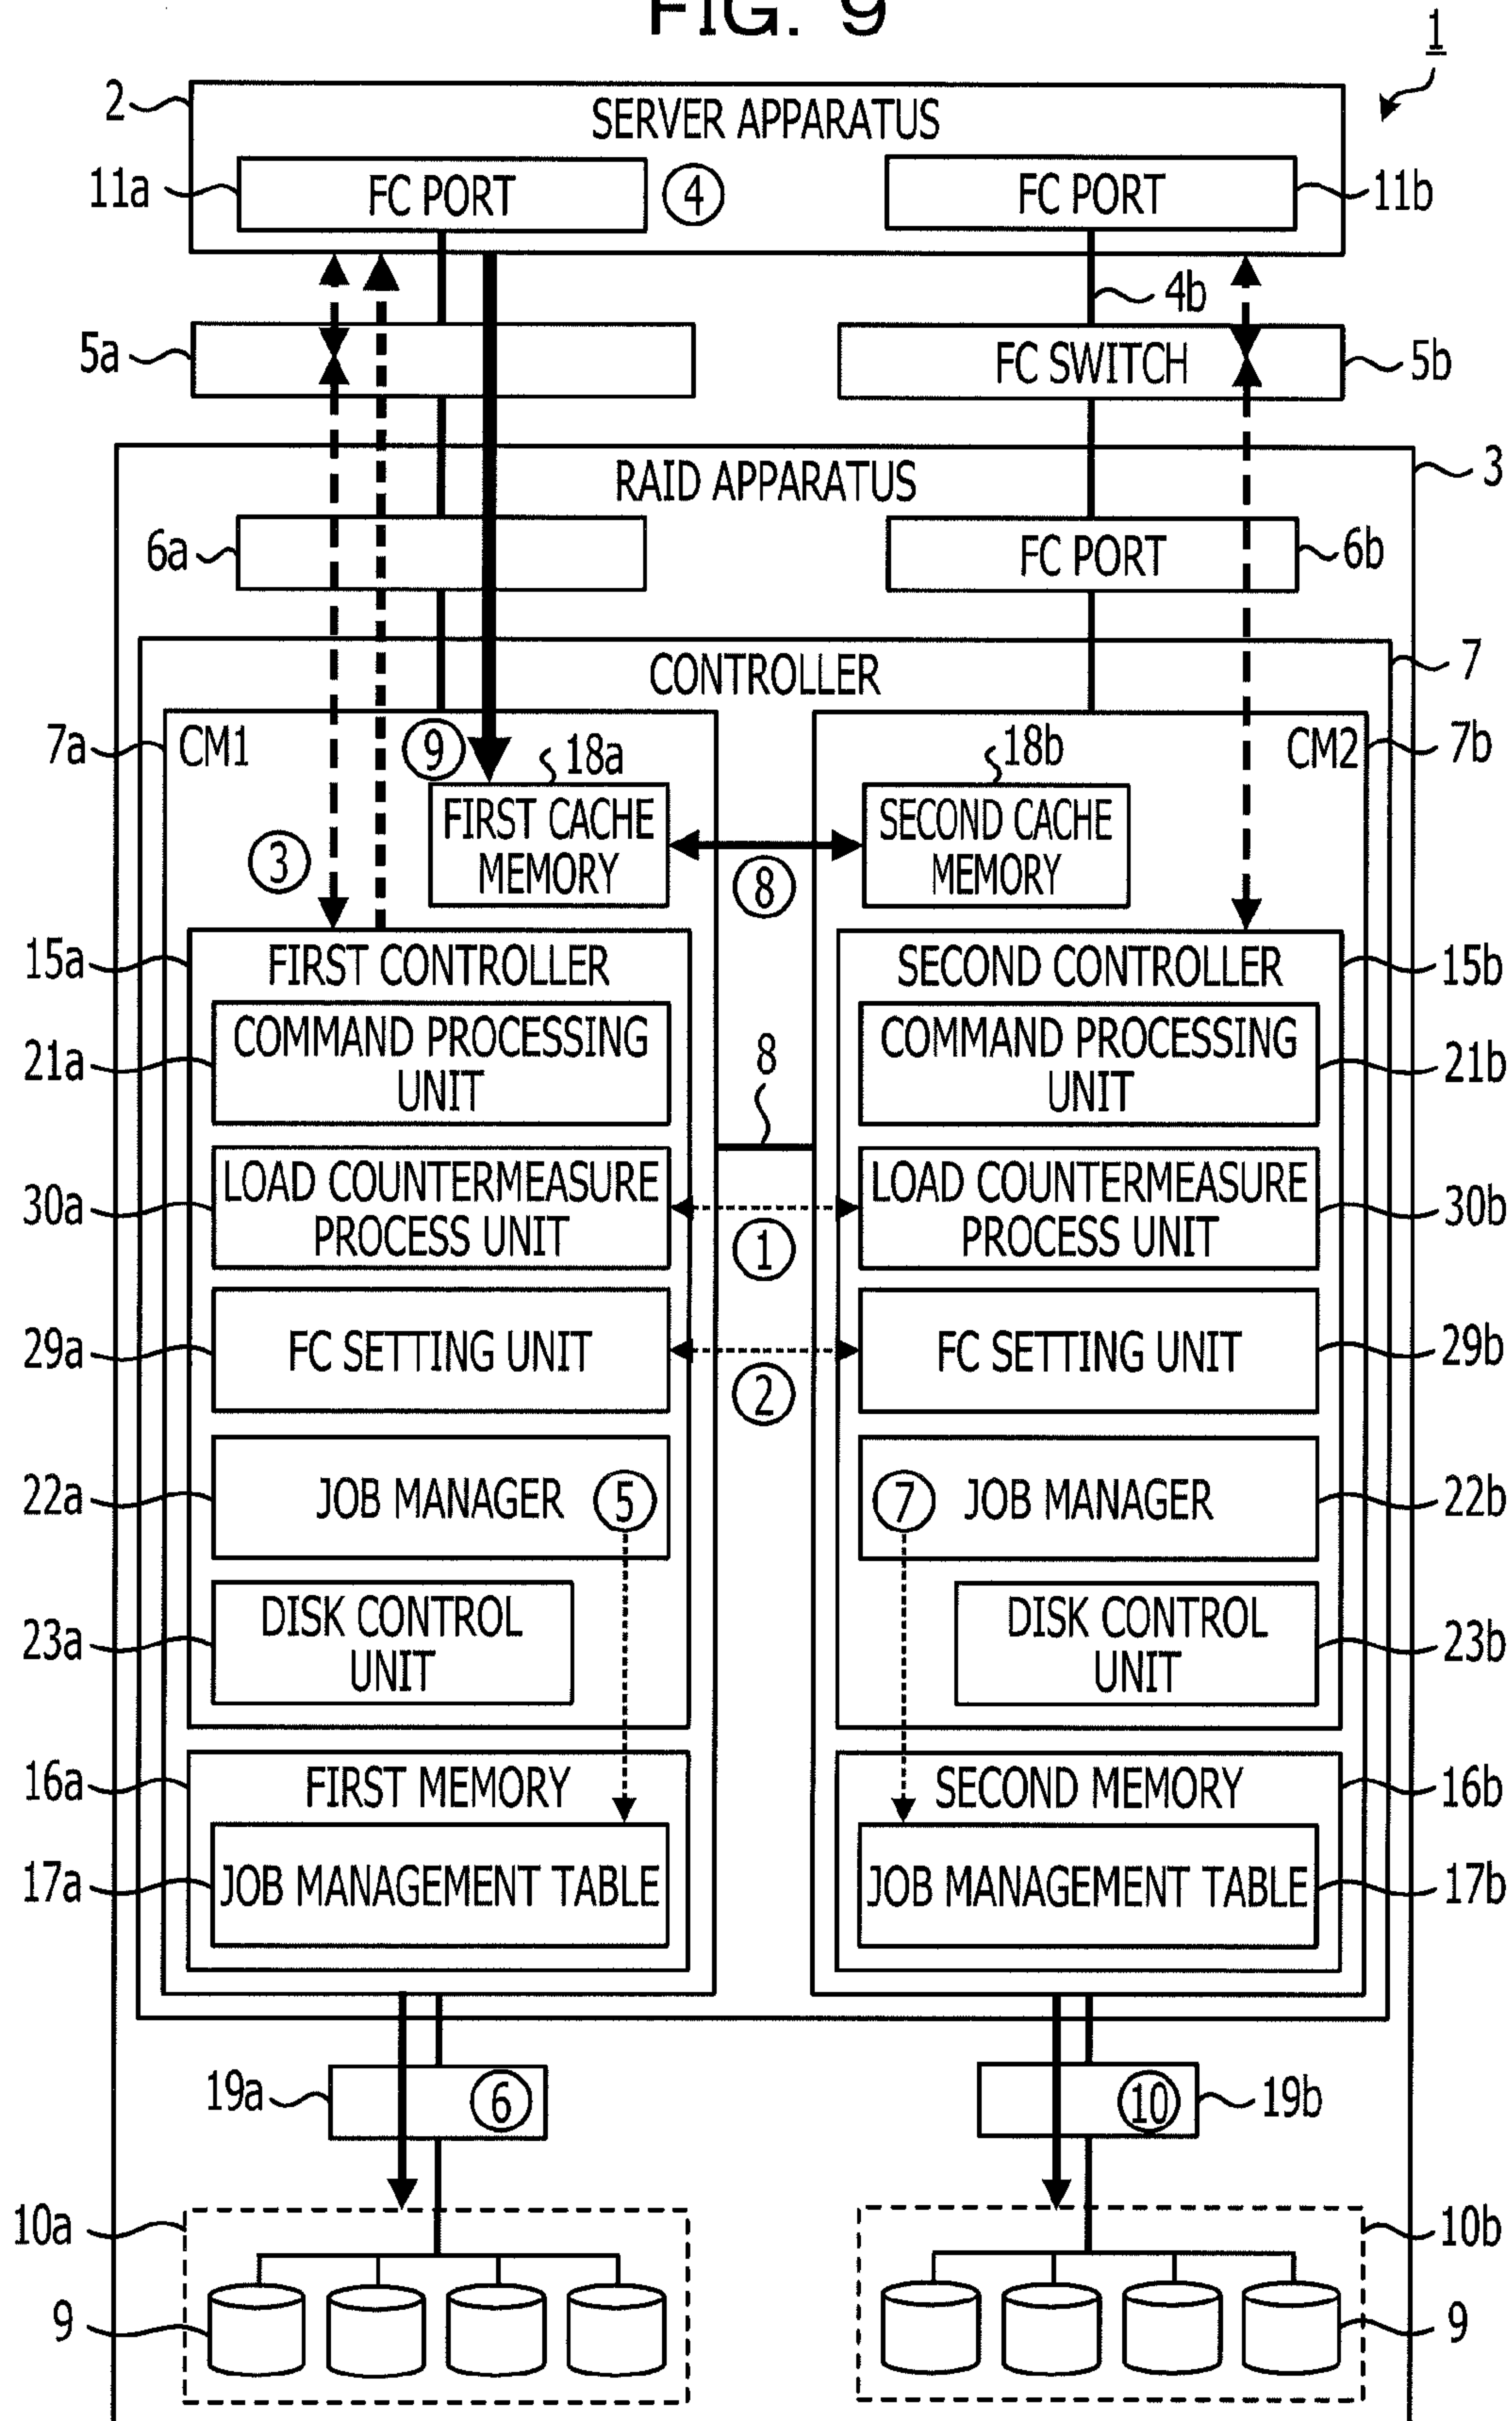 FIG. 9
1
2
SERVER APPARATUS
11a
FC PORT
④
FC PORT
11b
4b
5a
FC SWITCH
5b
3
RAID APPARATUS
6a
FC PORT
6b
CONTROLLER
7
7a
CM1
⑨
18a
18b
CM2
7b
FIRST CACHE
MEMORY
SECOND CACHE
MEMORY
③
⑧
15a
FIRST CONTROLLER
SECOND CONTROLLER
15b
21a
COMMAND PROCESSING
UNIT
8
COMMAND PROCESSING
UNIT
21b
30a
LOAD COUNTERMEASURE
PROCESS UNIT
①
LOAD COUNTERMEASURE
PROCESS UNIT
30b
29a
FC SETTING UNIT
②
FC SETTING UNIT
29b
22a
JOB MANAGER
⑤
⑦
JOB MANAGER
22b
23a
DISK CONTROL
UNIT
DISK CONTROL
UNIT
23b
16a
FIRST MEMORY
SECOND MEMORY
16b
17a
JOB MANAGEMENT TABLE
JOB MANAGEMENT TABLE
17b
19a
⑥
⑩
19b
10a
10b
9
9